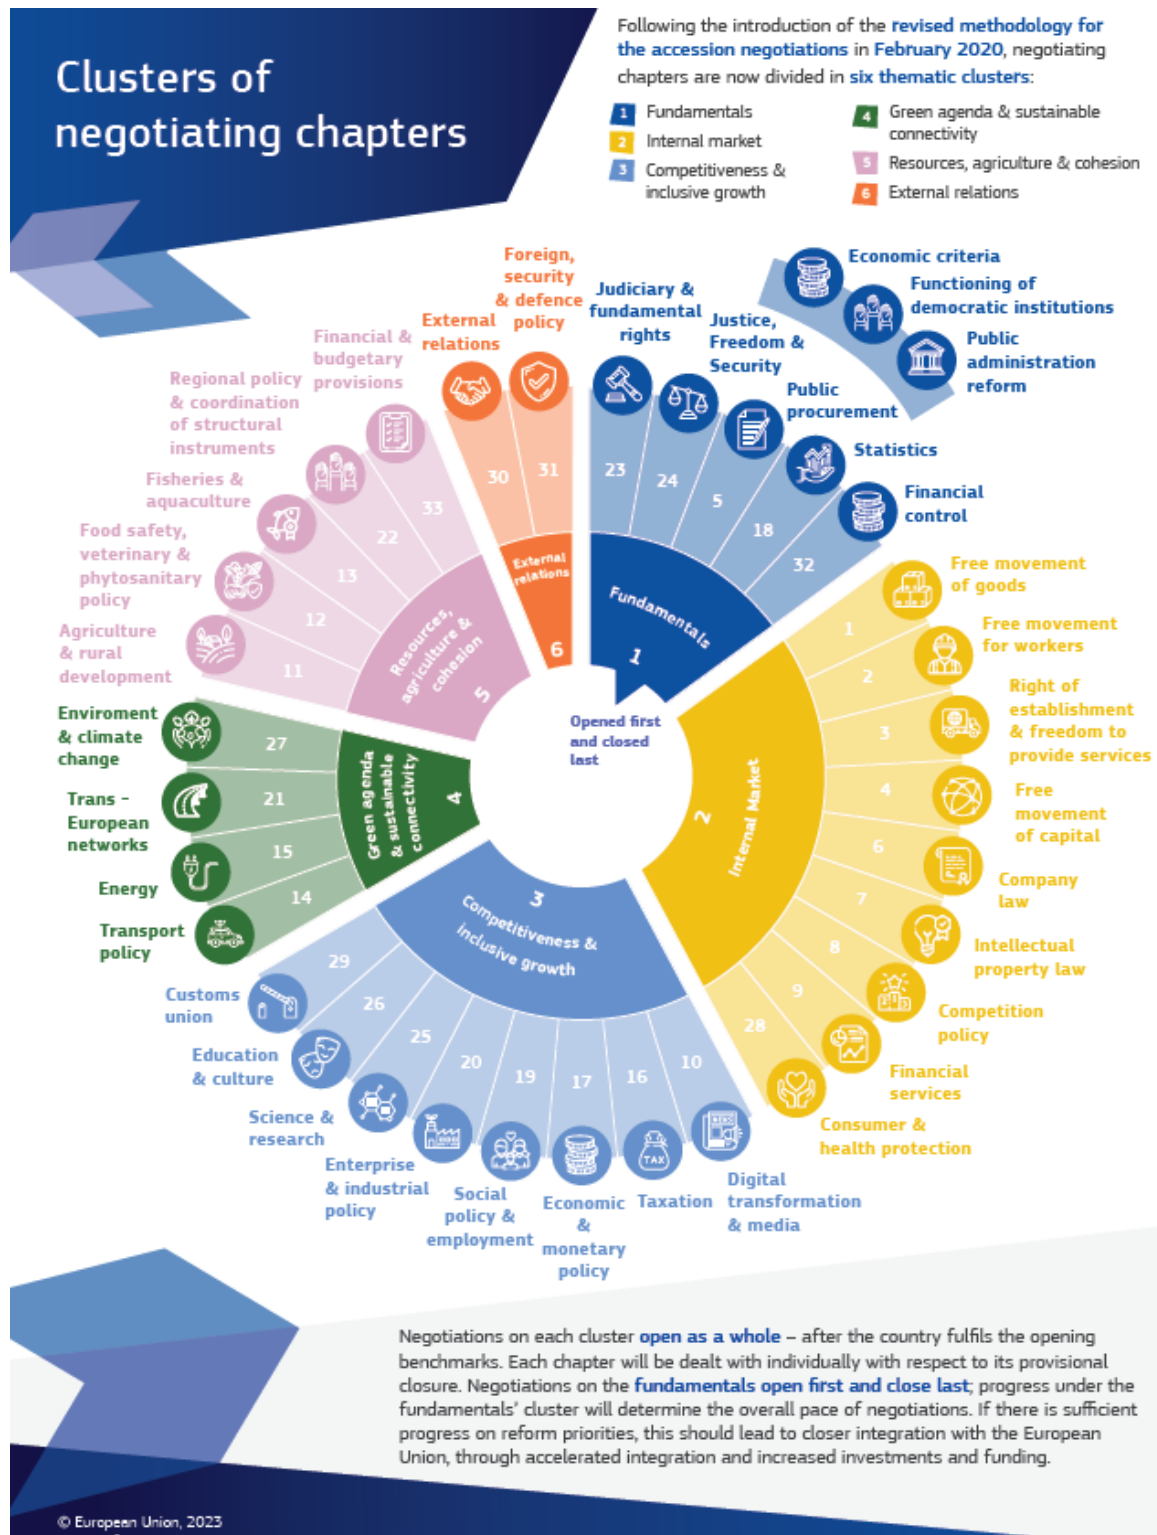 Clusters of
negotiating chapters
Following the introduction of the revised methodology for
the accession negotiations in February 2020, negotiating
chapters are now divided in six thematic clusters:
1 Fundamentals
2 Internal market
3 Competitiveness &
inclusive growth
4 Green agenda & sustainable
connectivity
5 Resources, agriculture & cohesion
6 External relations
Economic criteria
Functioning of
democratic institutions
Public
administration
reform
Judiciary &
fundamental
rights
Justice,
Freedom &
Security
Public
procurement
Statistics
Financial
control
23
24
5
18
32
Fundamentals
1
Opened first
and closed
last
Free movement
of goods
Free movement
for workers
Right of
establishment
& freedom to
provide services
Free
movement
of capital
Company
law
Intellectual
property law
Competition
policy
Financial
services
Consumer &
health protection
1
2
3
4
6
7
8
9
28
Internal Market
2
Digital
transformation
& media
Taxation
TAX
NEWS
Economic
&
monetary
policy
Social
policy &
employment
Enterprise
& industrial
policy
Science &
research
Education
& culture
Customs
union
10
16
17
19
20
25
26
29
3
Competitiveness &
inclusive growth
Transport
policy
Energy
Trans -
European
networks
Enviroment
& climate
change
14
15
21
27
Green agenda
& sustainable
connectivity
4
Agriculture
& rural
development
Food safety,
veterinary &
phytosanitary
policy
Fisheries &
aquaculture
Regional policy
& coordination
of structural
instruments
Financial &
budgetary
provisions
11
12
13
22
33
Resources,
agriculture &
cohesion
5
External
relations
Foreign,
security
& defence
policy
30
31
External
relations
6
Negotiations on each cluster open as a whole – after the country fulfils the opening
benchmarks. Each chapter will be dealt with individually with respect to its provisional
closure. Negotiations on the fundamentals open first and close last; progress under the
fundamentals' cluster will determine the overall pace of negotiations. If there is sufficient
progress on reform priorities, this should lead to closer integration with the European
Union, through accelerated integration and increased investments and funding.
© European Union, 2023